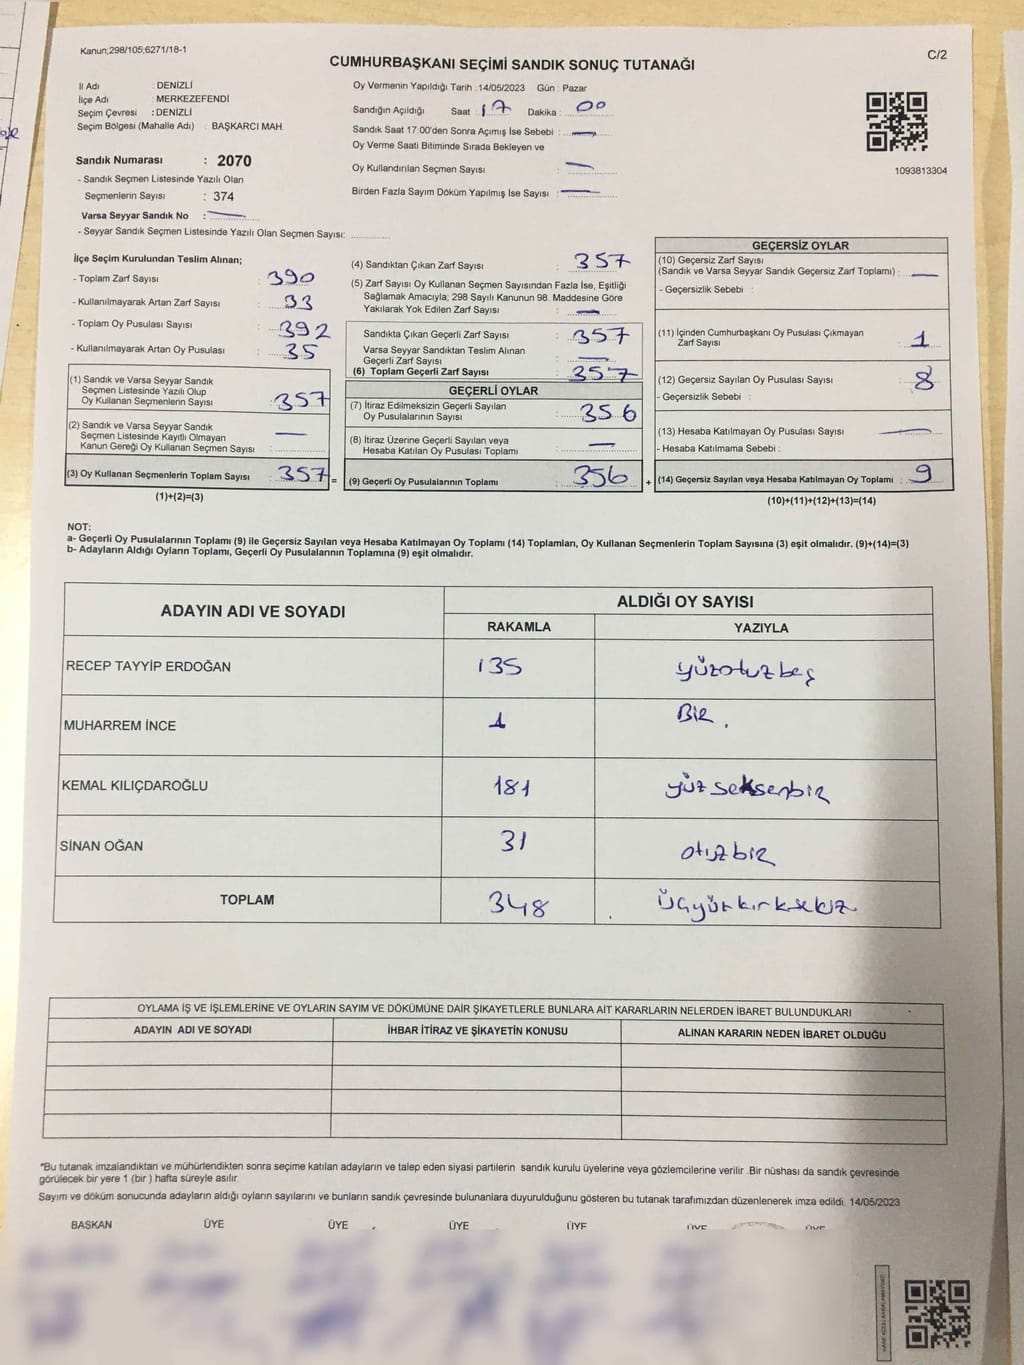 Kanun;298/105;6271/18-1
C/2
CUMHURBAŞKANI SEÇİMİ SANDIK SONUÇ TUTANAĞI
İl Adı : DENİZLİ
İlçe Adı : MERKEZEFENDİ
Seçim Çevresi : DENİZLİ
Seçim Bölgesi (Mahalle Adı) : BAŞKARCI MAH.
Sandık Numarası : 2070
- Sandık Seçmen Listesinde Yazılı Olan
Seçmenlerin Sayısı : 374
Varsa Seyyar Sandık No : —
- Seyyar Sandık Seçmen Listesinde Yazılı Olan Seçmen Sayısı: ..............
Oy Vermenin Yapıldığı Tarih :14/05/2023 Gün : Pazar
Sandığın Açıldığı Saat : 17 Dakika : 00
Sandık Saat 17.00'den Sonra Açımış İse Sebebi : —
Oy Verme Saati Bitiminde Sırada Bekleyen ve
Oy Kullandırılan Seçmen Sayısı : —
Birden Fazla Sayım Döküm Yapılmış İse Sayısı : —
1093813304
İlçe Seçim Kurulundan Teslim Alınan;
- Toplam Zarf Sayısı : 390
- Kullanılmayarak Artan Zarf Sayısı : 33
- Toplam Oy Pusulası Sayısı : 392
- Kullanılmayarak Artan Oy Pusulası : 35
(1) Sandık ve Varsa Seyyar Sandık
Seçmen Listesinde Yazılı Olup
Oy Kullanan Seçmenlerin Sayısı : 357
(2) Sandık ve Varsa Seyyar Sandık
Seçmen Listesinde Kayıtlı Olmayan
Kanun Gereği Oy Kullanan Seçmen Sayısı : —
(3) Oy Kullanan Seçmenlerin Toplam Sayısı : 357 =
(1)+(2)=(3)
(4) Sandıktan Çıkan Zarf Sayısı : 357
(5) Zarf Sayısı Oy Kullanan Seçmen Sayısından Fazla İse, Eşitliği
Sağlamak Amacıyla; 298 Sayılı Kanunun 98. Maddesine Göre
Yakılarak Yok Edilen Zarf Sayısı : —
Sandıkta Çıkan Geçerli Zarf Sayısı : 357
Varsa Seyyar Sandıktan Teslim Alınan
Geçerli Zarf Sayısı : —
(6) Toplam Geçerli Zarf Sayısı : 357
GEÇERLİ OYLAR
(7) İtiraz Edilmeksizin Geçerli Sayılan
Oy Pusulalarının Sayısı : 356
(8) İtiraz Üzerine Geçerli Sayılan veya
Hesaba Katılan Oy Pusulası Toplamı : —
(9) Geçerli Oy Pusulalarının Toplamı : 356 +
GEÇERSİZ OYLAR
(10) Geçersiz Zarf Sayısı
(Sandık ve Varsa Seyyar Sandık Geçersiz Zarf Toplamı) : —
- Geçersizlik Sebebi :
(11) İçinden Cumhurbaşkanı Oy Pusulası Çıkmayan
Zarf Sayısı : 1
(12) Geçersiz Sayılan Oy Pusulası Sayısı : 8
- Geçersizlik Sebebi :
(13) Hesaba Katılmayan Oy Pusulası Sayısı : —
- Hesaba Katılmama Sebebi :
(14) Geçersiz Sayılan veya Hesaba Katılmayan Oy Toplamı : 9
(10)+(11)+(12)+(13)=(14)
NOT:
a- Geçerli Oy Pusulalarının Toplamı (9) ile Geçersiz Sayılan veya Hesaba Katılmayan Oy Toplamı (14) Toplamları, Oy Kullanan Seçmenlerin Toplam Sayısına (3) eşit olmalıdır. (9)+(14)=(3)
b- Adayların Aldığı Oyların Toplamı, Geçerli Oy Pusulalarının Toplamına (9) eşit olmalıdır.
ADAYIN ADI VE SOYADI ALDIĞI OY SAYISI
RAKAMLA YAZIYLA
RECEP TAYYİP ERDOĞAN 135 yüzotuzbeş
MUHARREM İNCE 1 BİR.
KEMAL KILIÇDAROĞLU 181 yüzseksenbir
SİNAN OĞAN 31 otuzbir
TOPLAM 348 üçyüzkırksekiz
OYLAMA İŞ VE İŞLEMLERİNE VE OYLARIN SAYIM VE DÖKÜMÜNE DAİR ŞİKAYETLERLE BUNLARA AİT KARARLARIN NELERDEN İBARET BULUNDUKLARI
ADAYIN ADI VE SOYADI İHBAR İTİRAZ VE ŞİKAYETİN KONUSU ALINAN KARARIN NEDEN İBARET OLDUĞU
*Bu tutanak imzalandıktan ve mühürlendikten sonra seçime katılan adayların ve talep eden siyasi partilerin sandık kurulu üyelerine veya gözlemcilerine verilir .Bir nüshası da sandık çevresinde
görülecek bir yere 1 (bir ) hafta süreyle asılır.
Sayım ve döküm sonucunda adayların aldığı oyların sayılarını ve bunların sandık çevresinde bulunanlara duyurulduğunu gösteren bu tutanak tarafımızdan düzenlenerek imza edildi. 14/05/2023
BAŞKAN ÜYE ÜYE ÜYE ÜYE ÜYE ÜYE